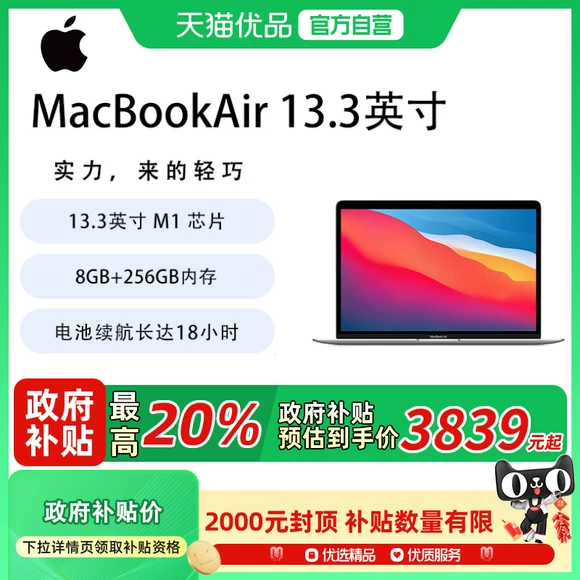 天猫优品 官方自营
MacBookAir 13.3英寸
实力，来的轻巧
13.3英寸 M1 芯片
8GB+256GB内存
电池续航长达18小时
MacBook Air
政府补贴 最高20% 政府补贴预估到手价3839元起
政府补贴价
下拉详情页领取补贴资格
2000元封顶 补贴数量有限
优选精品 优质服务